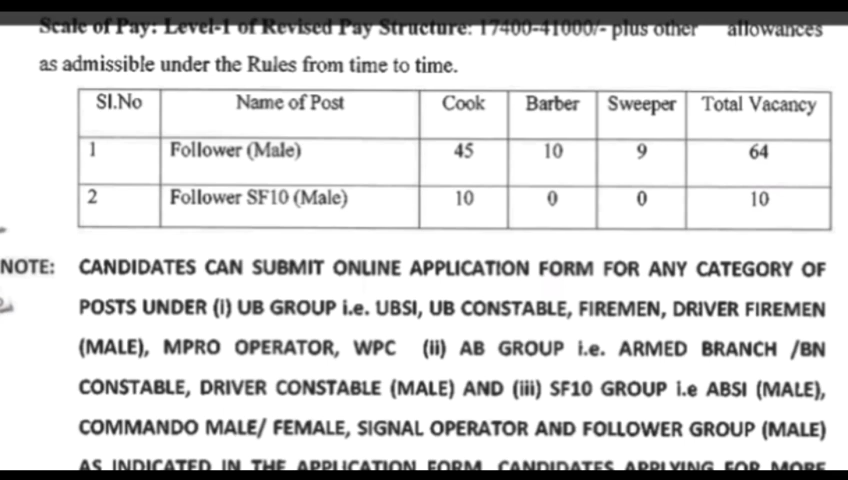 Scale of Pay: Level-1 of Revised Pay Structure: 17400-41000/- plus other allowances
as admissible under the Rules from time to time.
Sl.No Name of Post Cook Barber Sweeper Total Vacancy
1 Follower (Male) 45 10 9 64
2 Follower SF10 (Male) 10 0 0 10
NOTE: CANDIDATES CAN SUBMIT ONLINE APPLICATION FORM FOR ANY CATEGORY OF
POSTS UNDER (i) UB GROUP i.e. UBSI, UB CONSTABLE, FIREMEN, DRIVER FIREMEN
(MALE), MPRO OPERATOR, WPC (ii) AB GROUP i.e. ARMED BRANCH /BN
CONSTABLE, DRIVER CONSTABLE (MALE) AND (iii) SF10 GROUP i.e ABSI (MALE),
COMMANDO MALE/ FEMALE, SIGNAL OPERATOR AND FOLLOWER GROUP (MALE)
AS INDICATED IN THE APPLICATION FORM. CANDIDATES APPLYING FOR MORE